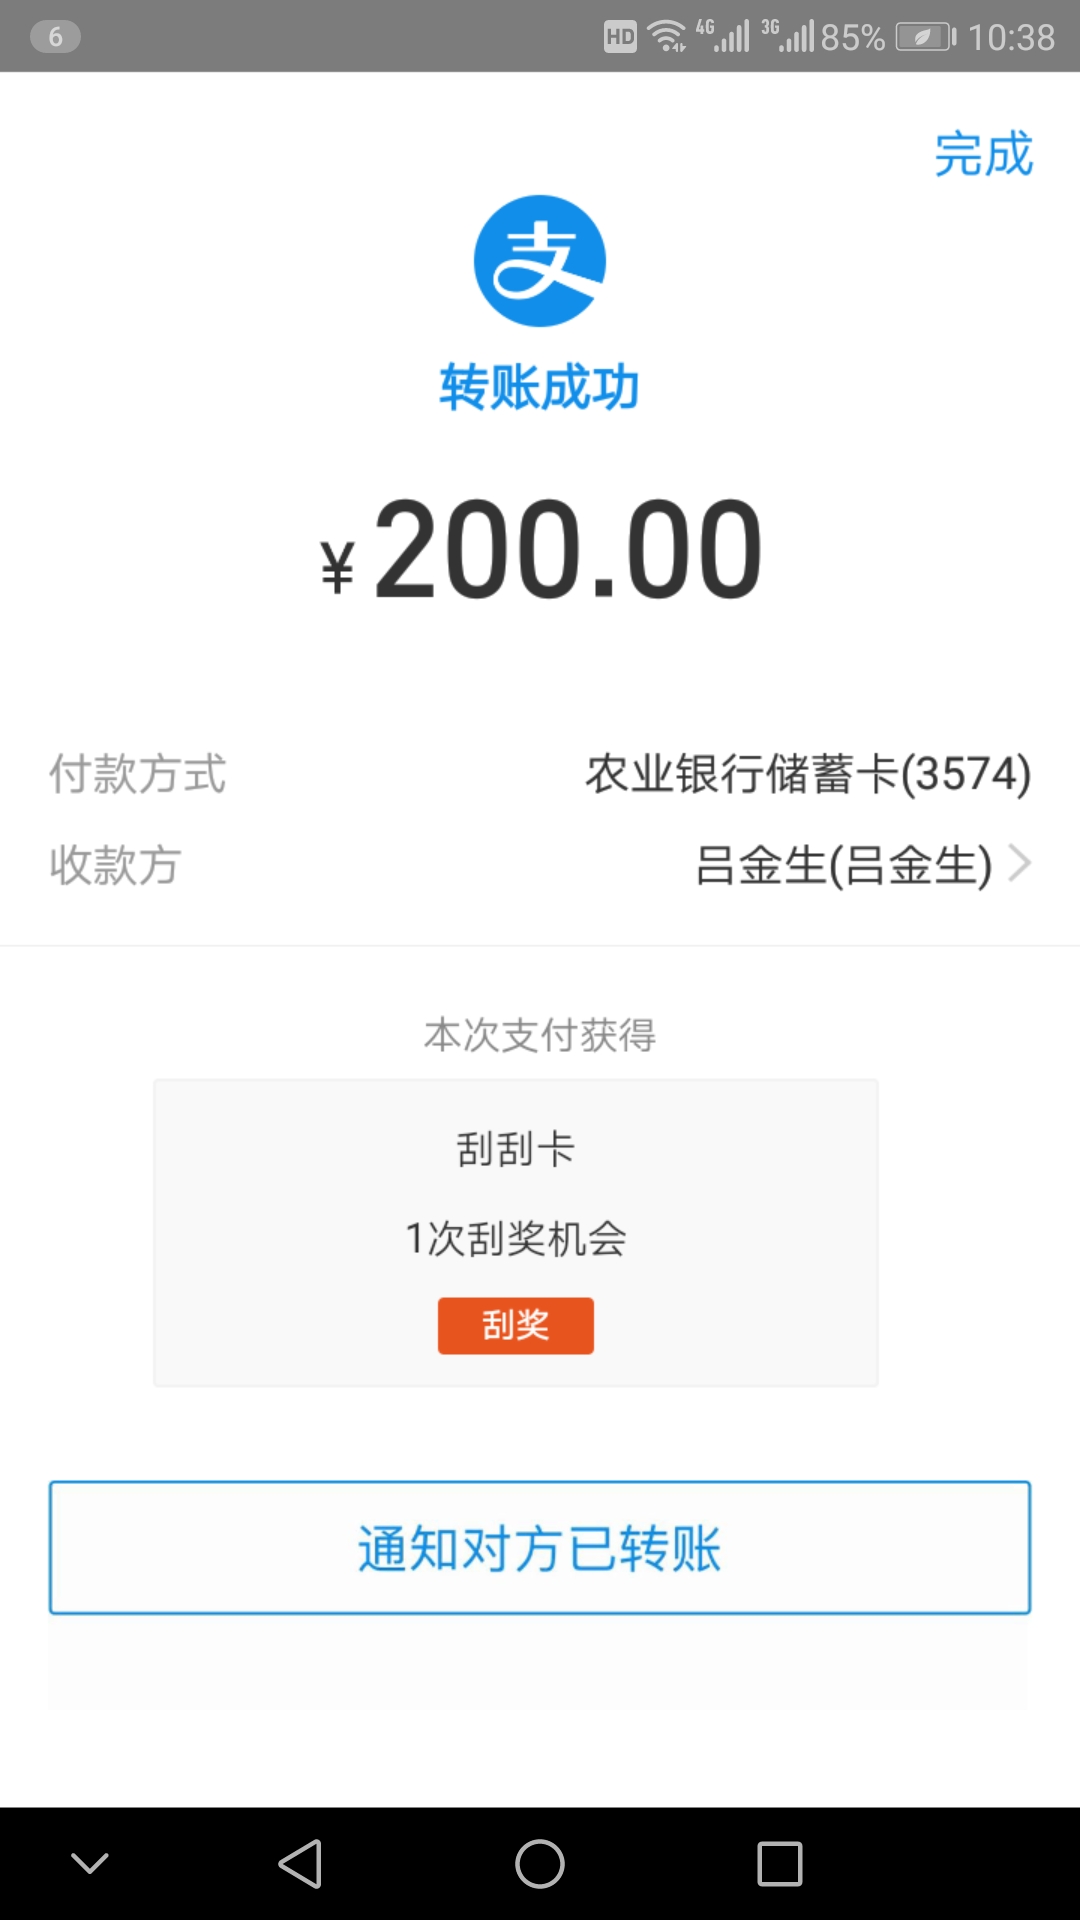 6
HD 4G 3G 85% 10:38
完成
支
转账成功
¥200.00
付款方式 农业银行储蓄卡(3574)
收款方 吕金生(吕金生)
本次支付获得
刮刮卡
1次刮奖机会
刮奖
通知对方已转账